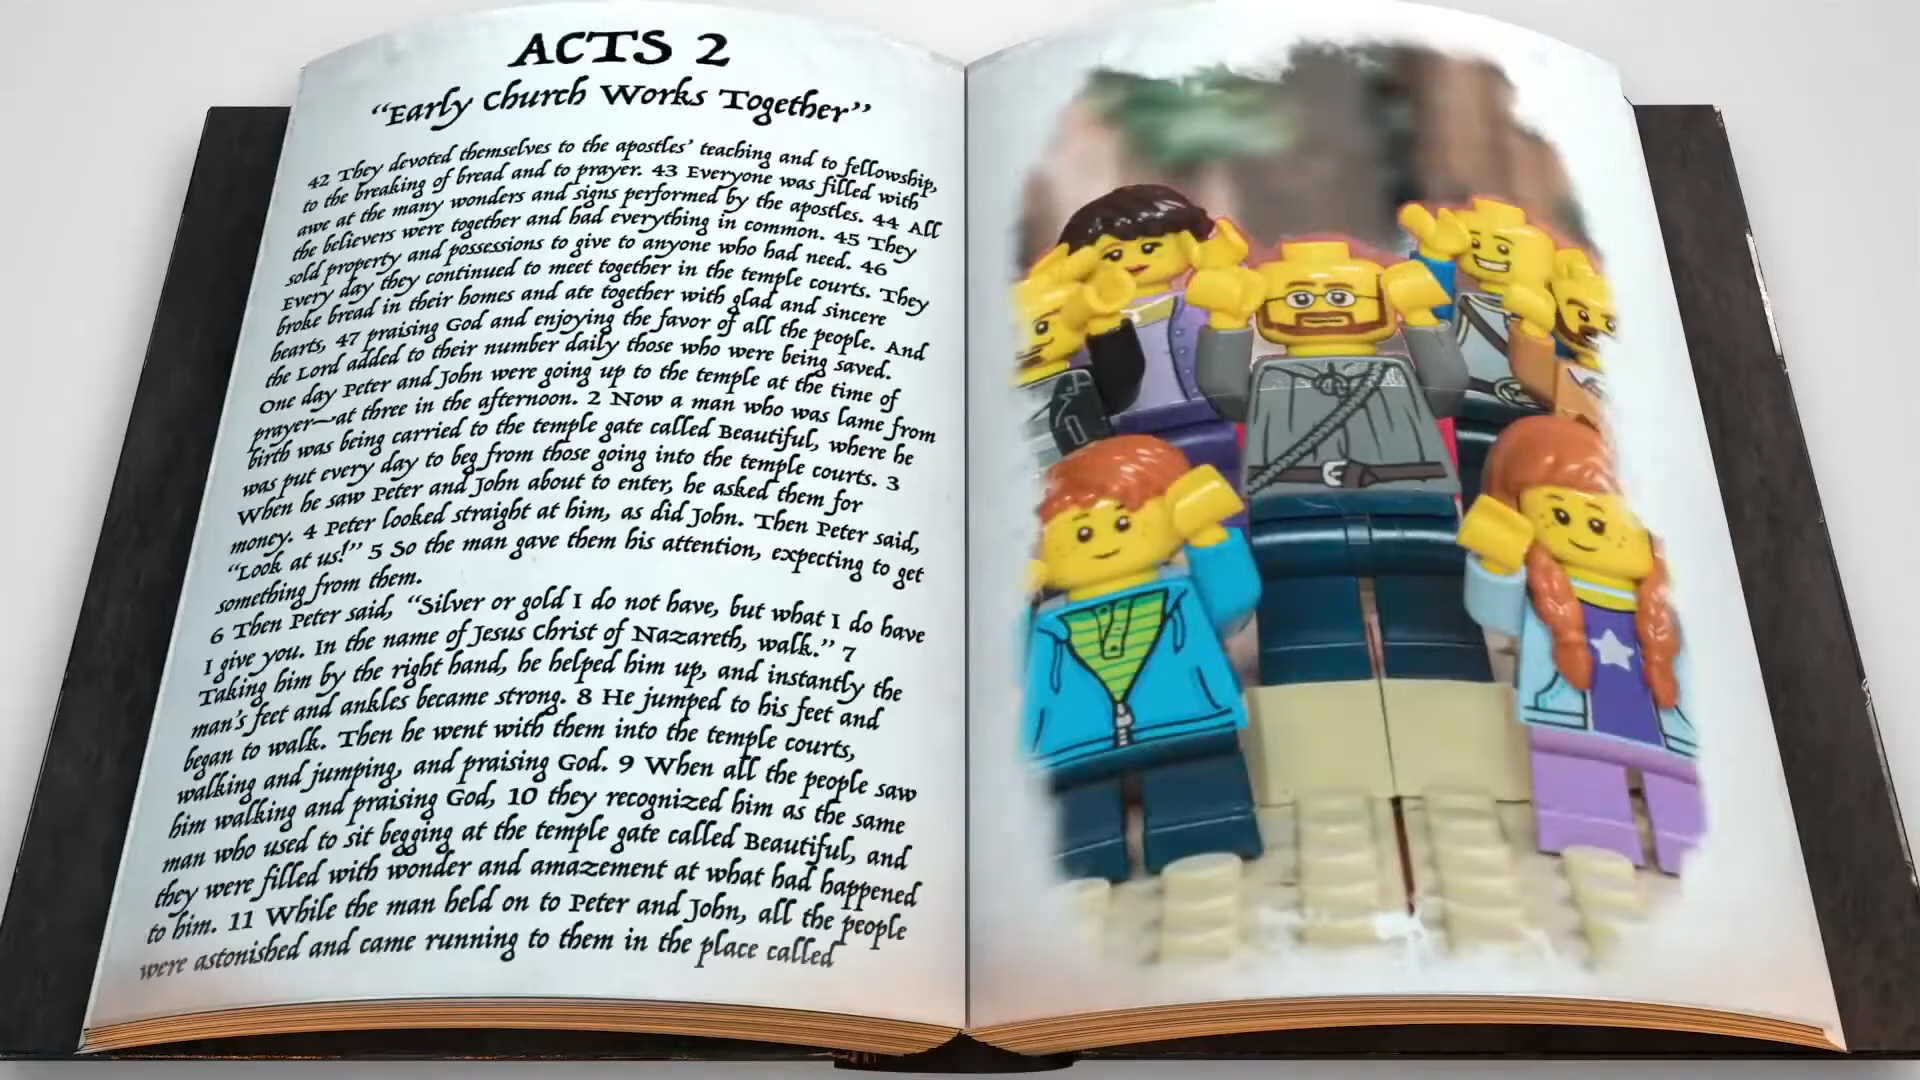 ACTS 2
“Early Church Works Together”
42 They devoted themselves to the apostles’ teaching and to fellowship,
to the breaking of bread and to prayer. 43 Everyone was filled with
awe at the many wonders and signs performed by the apostles. 44 All
the believers were together and had everything in common. 45 They
sold property and possessions to give to anyone who had need. 46
Every day they continued to meet together in the temple courts. They
broke bread in their homes and ate together with glad and sincere
hearts, 47 praising God and enjoying the favor of all the people. And
the Lord added to their number daily those who were being saved.
One day Peter and John were going up to the temple at the time of
prayer—at three in the afternoon. 2 Now a man who was lame from
birth was being carried to the temple gate called Beautiful, where he
was put every day to beg from those going into the temple courts. 3
When he saw Peter and John about to enter, he asked them for
money. 4 Peter looked straight at him, as did John. Then Peter said,
“Look at us!” 5 So the man gave them his attention, expecting to get
something from them.
6 Then Peter said, “Silver or gold I do not have, but what I do have
I give you. In the name of Jesus Christ of Nazareth, walk.” 7
Taking him by the right hand, he helped him up, and instantly the
man’s feet and ankles became strong. 8 He jumped to his feet and
began to walk. Then he went with them into the temple courts,
walking and jumping, and praising God. 9 When all the people saw
him walking and praising God, 10 they recognized him as the same
man who used to sit begging at the temple gate called Beautiful, and
they were filled with wonder and amazement at what had happened
to him. 11 While the man held on to Peter and John, all the people
were astonished and came running to them in the place called